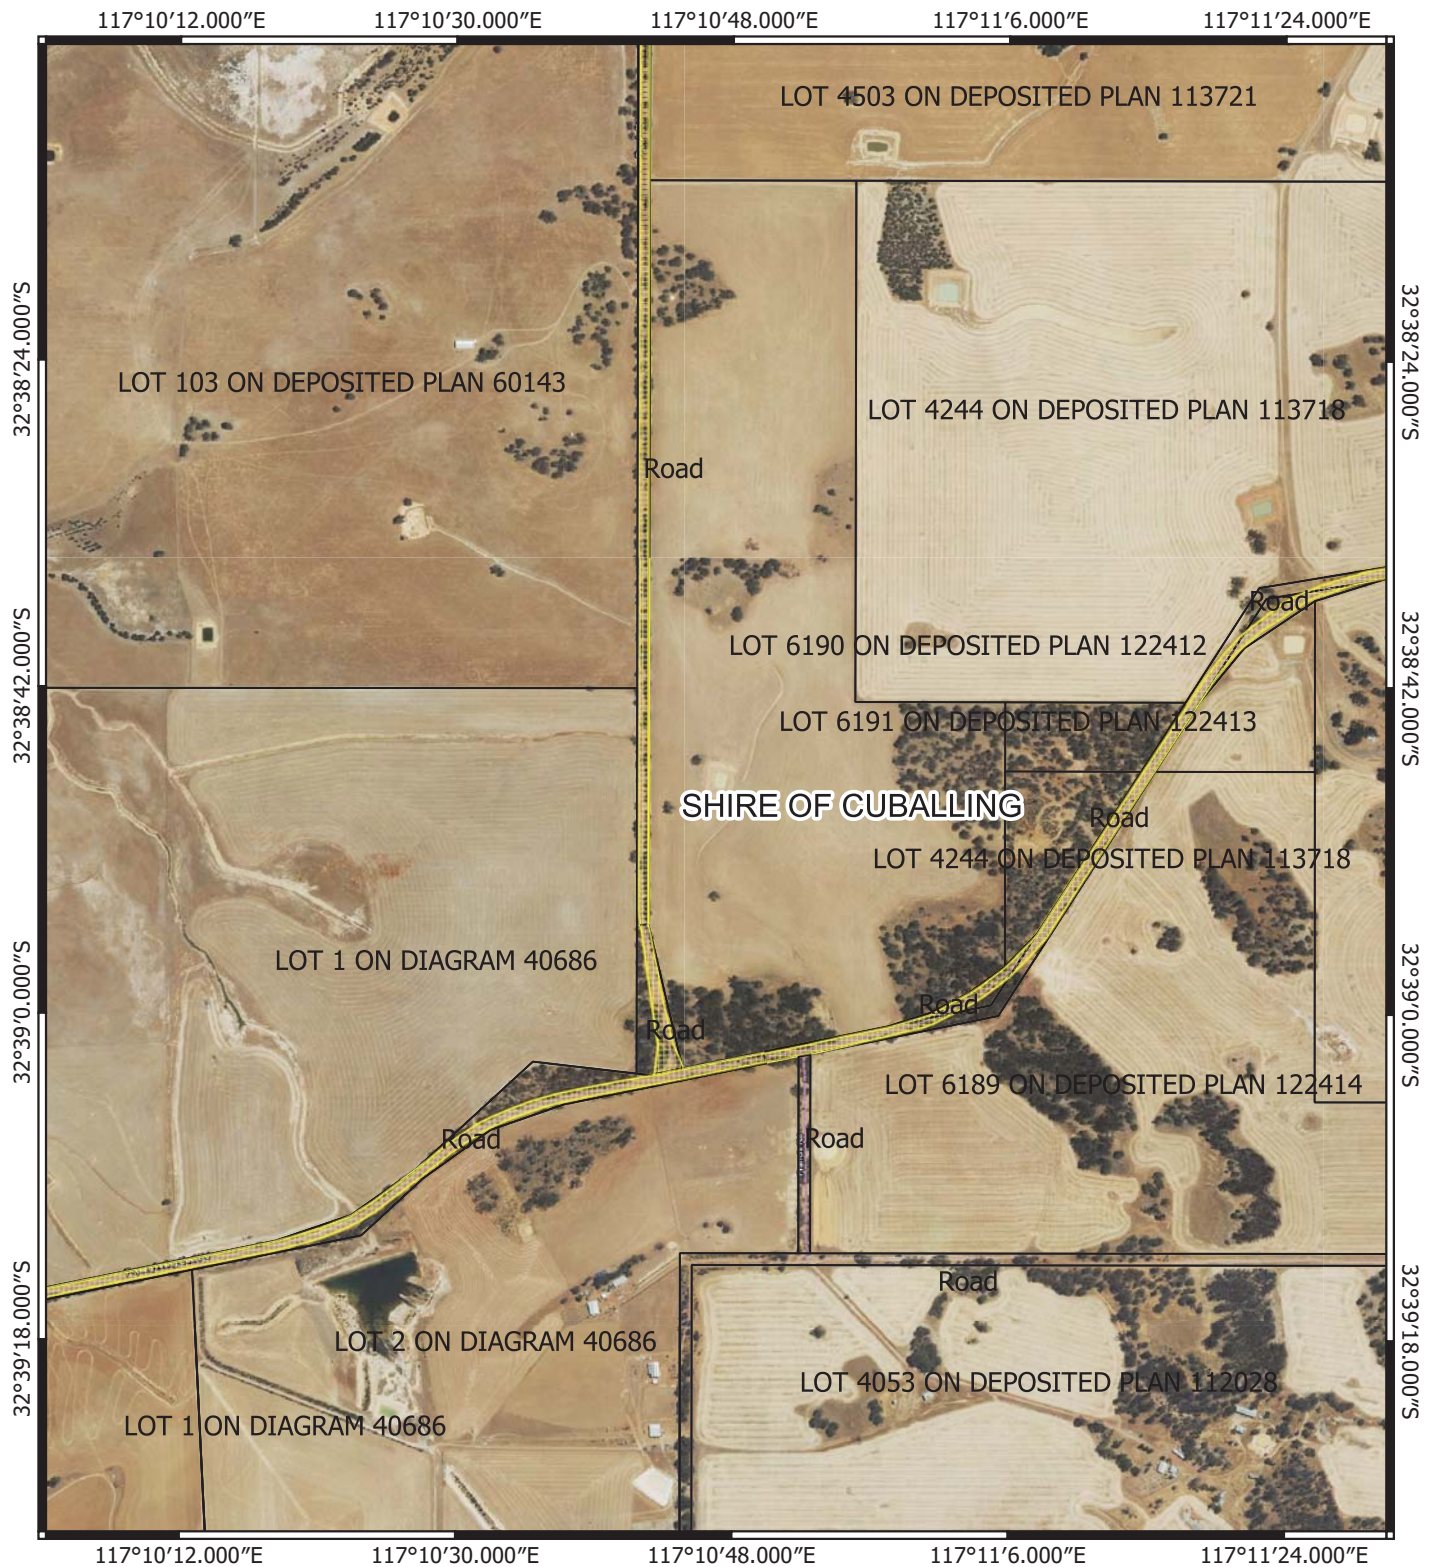 117°10′12.000″E 117°10′30.000″E 117°10′48.000″E 117°11′6.000″E 117°11′24.000″E
LOT 4503 ON DEPOSITED PLAN 113721
32°38′24.000″S
32°38′24.000″S
LOT 103 ON DEPOSITED PLAN 60143
LOT 4244 ON DEPOSITED PLAN 113718
Road
Road
LOT 6190 ON DEPOSITED PLAN 122412
32°38′42.000″S
32°38′42.000″S
LOT 6191 ON DEPOSITED PLAN 122413
SHIRE OF CUBALLING
Road
LOT 4244 ON DEPOSITED PLAN 113718
LOT 1 ON DIAGRAM 40686
Road
32°39′0.000″S
32°39′0.000″S
Road
LOT 6189 ON DEPOSITED PLAN 122414
Road
Road
Road
32°39′18.000″S
32°39′18.000″S
LOT 2 ON DIAGRAM 40686
LOT 4053 ON DEPOSITED PLAN 112028
LOT 1 ON DIAGRAM 40686
117°10′12.000″E 117°10′30.000″E 117°10′48.000″E 117°11′6.000″E 117°11′24.000″E